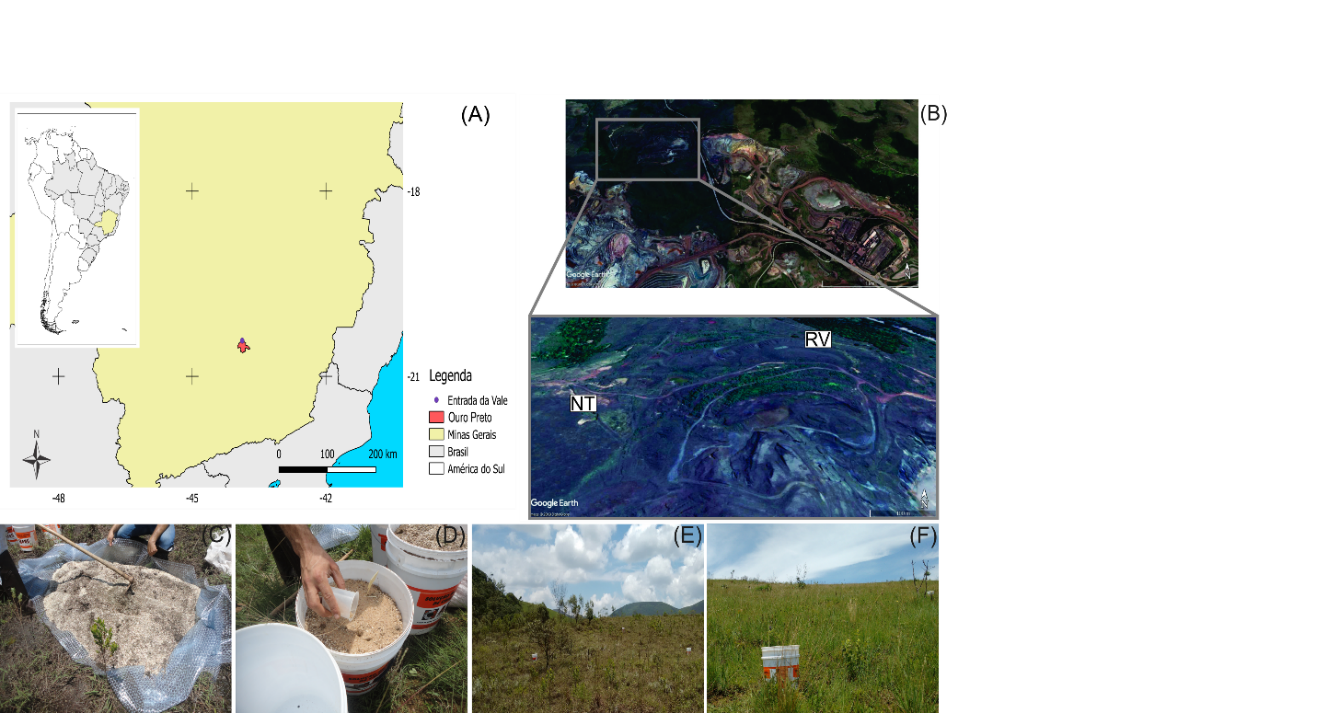 (A)
-18
-21
-48
-45
-42
N
0 100 200 km
Legenda
Entrada da Vale
Ouro Preto
Minas Gerais
Brasil
América do Sul
(B)
Google Earth
N
RV
NT
Google Earth
N
(C)
(D)
(E)
(F)